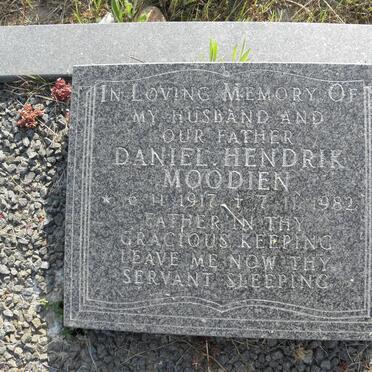 IN LOVING MEMORY OF
MY HUSBAND AND
OUR FATHER
DANIEL HENDRIK
MOODIEN
* 6.11.1917 + 7.11.1982
FATHER IN THY
GRACIOUS KEEPING
LEAVE ME NOW THY
SERVANT SLEEPING